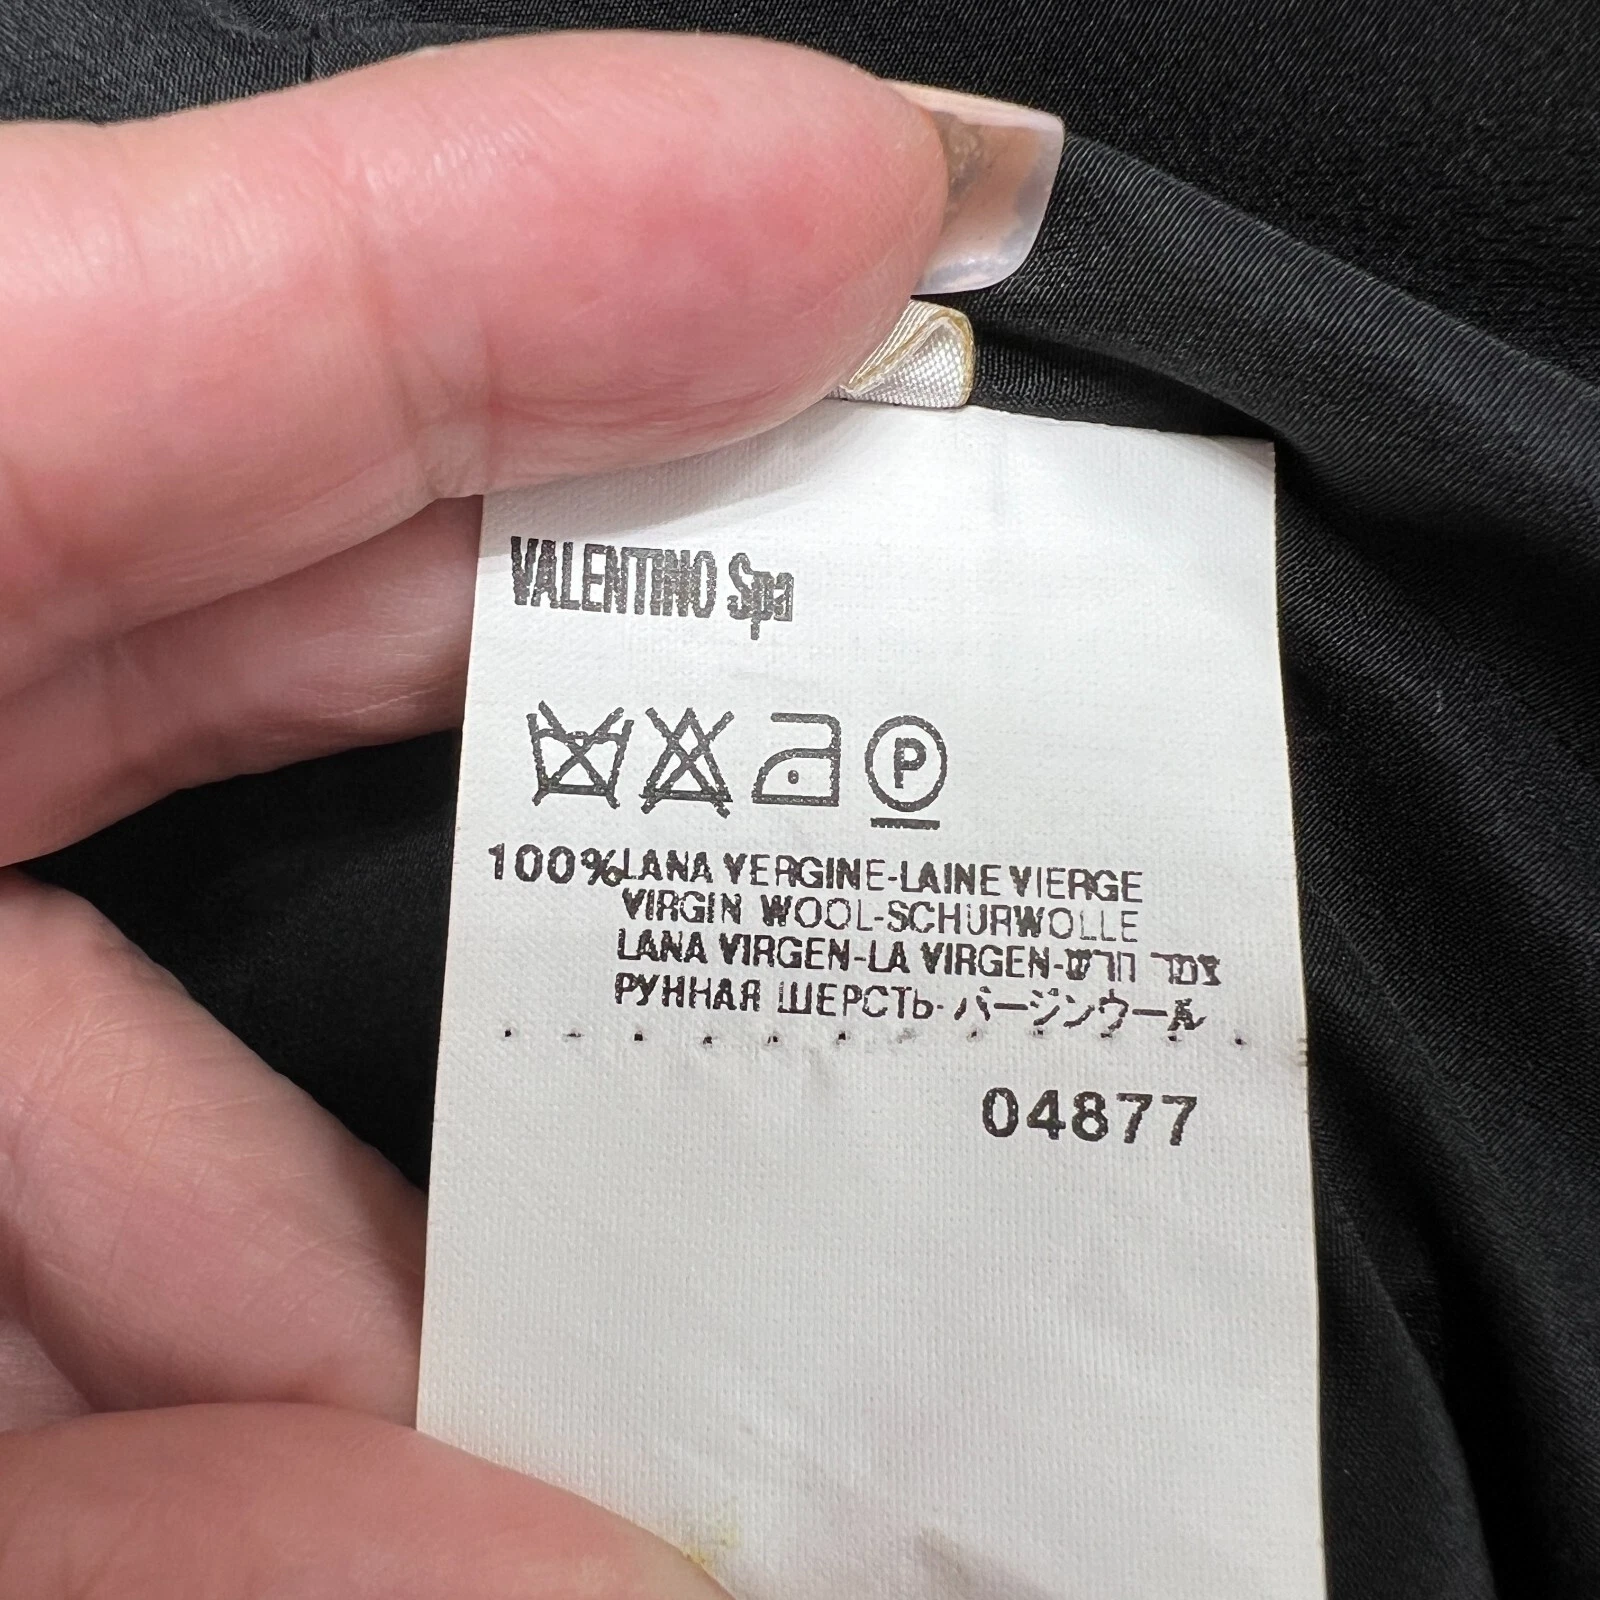 VALENTINO Spa
P
100% LANA VERGINE-LAINE VIERGE
VIRGIN WOOL-SCHURWOLLE
LANA VIRGEN-LA VIRGEN-צמר חדש
РУННАЯ ШЕРСТЬ-バージンウール
04877